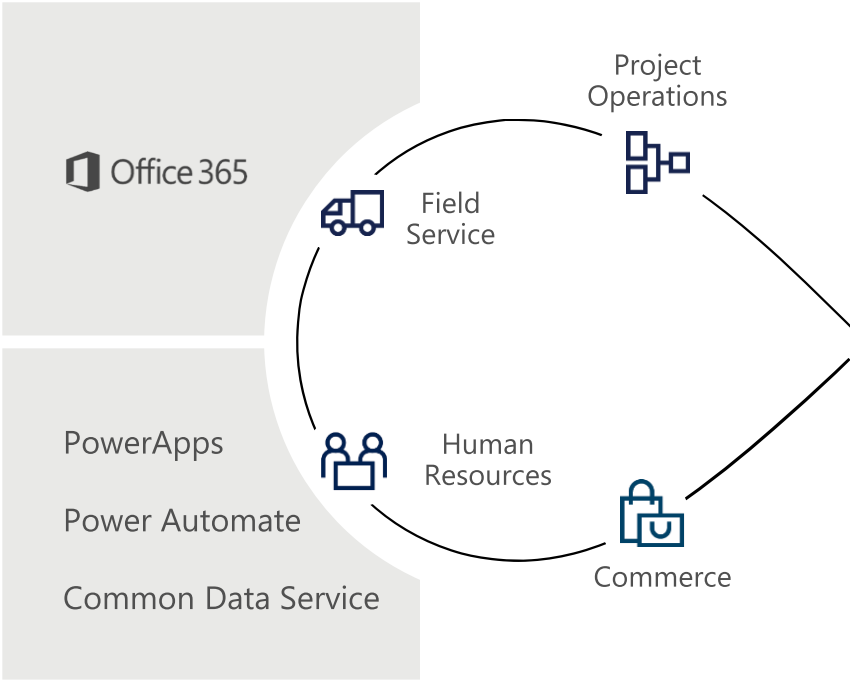 Office 365
Project
Operations
Field
Service
PowerApps
Power Automate
Common Data Service
Human
Resources
Commerce